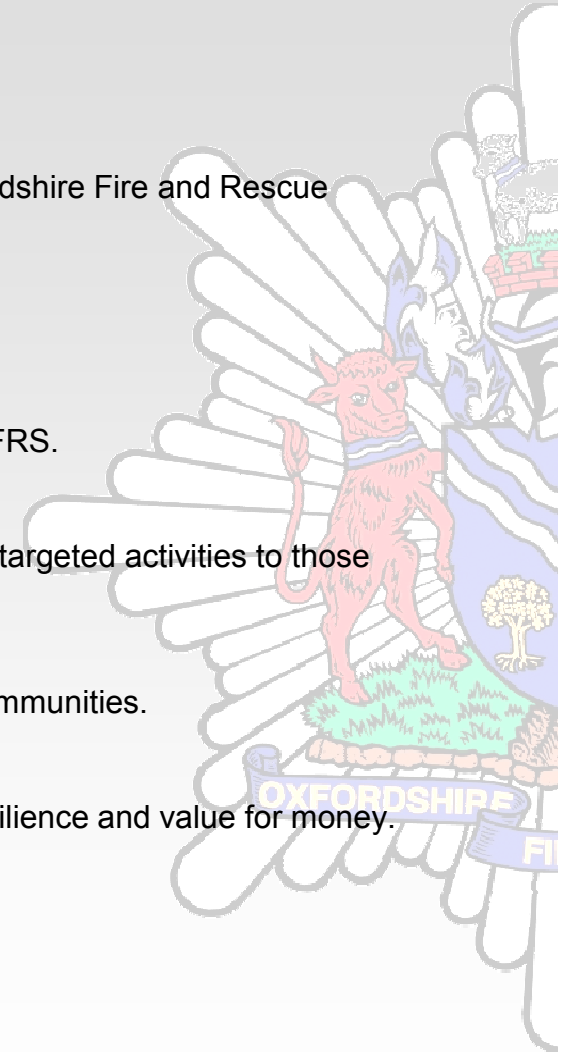 dshire Fire and Rescue
FRS.
targeted activities to those
mmunities.
ilience and value for money.
OXFORDSHIRE
FI